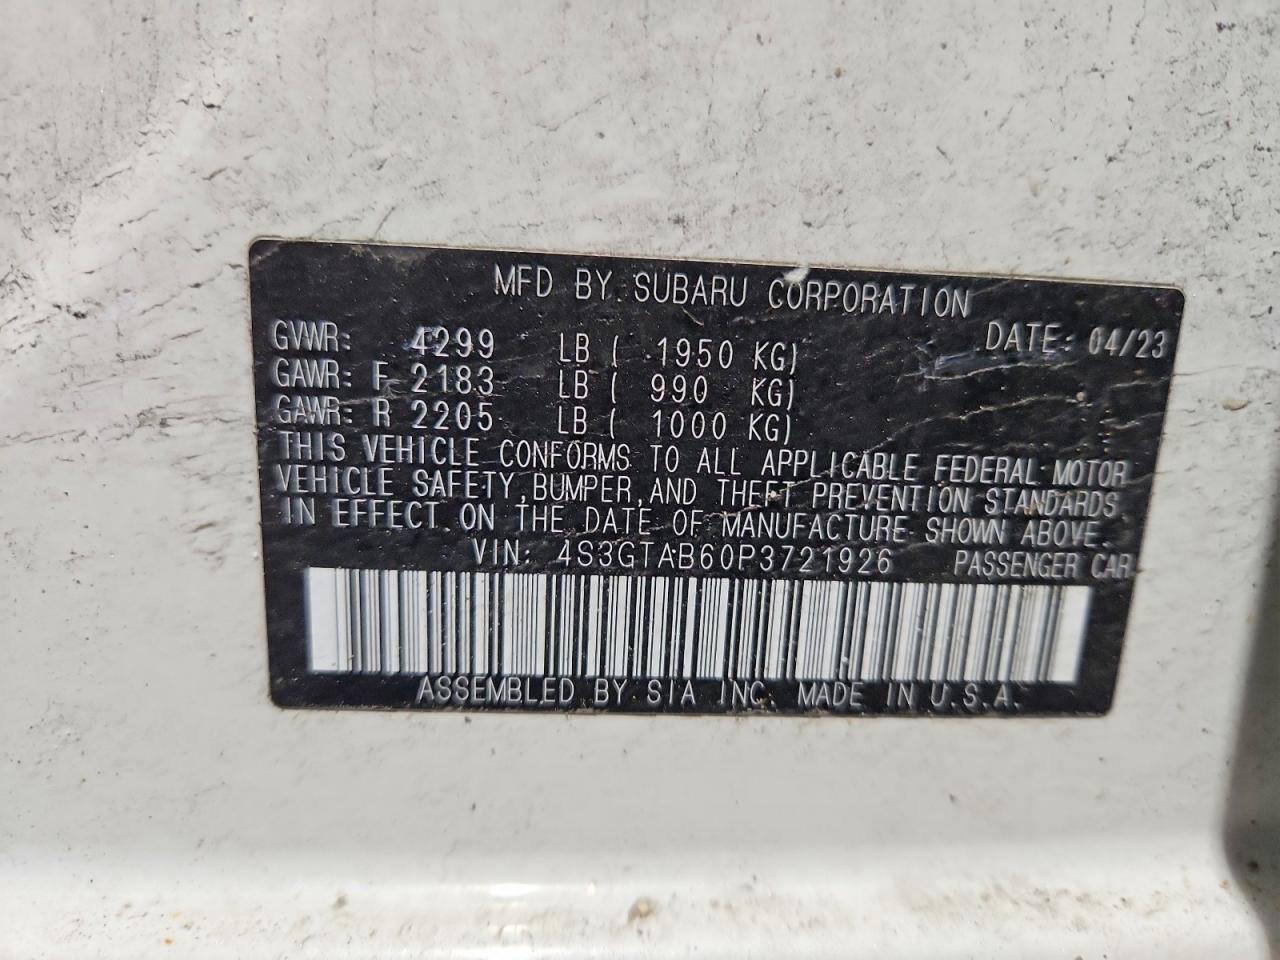 MFD BY SUBARU CORPORATION
GVWR: 4299 LB ( 1950 KG) DATE: 04/23
GAWR: F 2183 LB ( 990 KG)
GAWR: R 2205 LB ( 1000 KG)
THIS VEHICLE CONFORMS TO ALL APPLICABLE FEDERAL MOTOR
VEHICLE SAFETY, BUMPER, AND THEFT PREVENTION STANDARDS
IN EFFECT ON THE DATE OF MANUFACTURE SHOWN ABOVE.
VIN: 4S3GTAB60P3721926 PASSENGER CAR
ASSEMBLED BY SIA INC. MADE IN U.S.A.